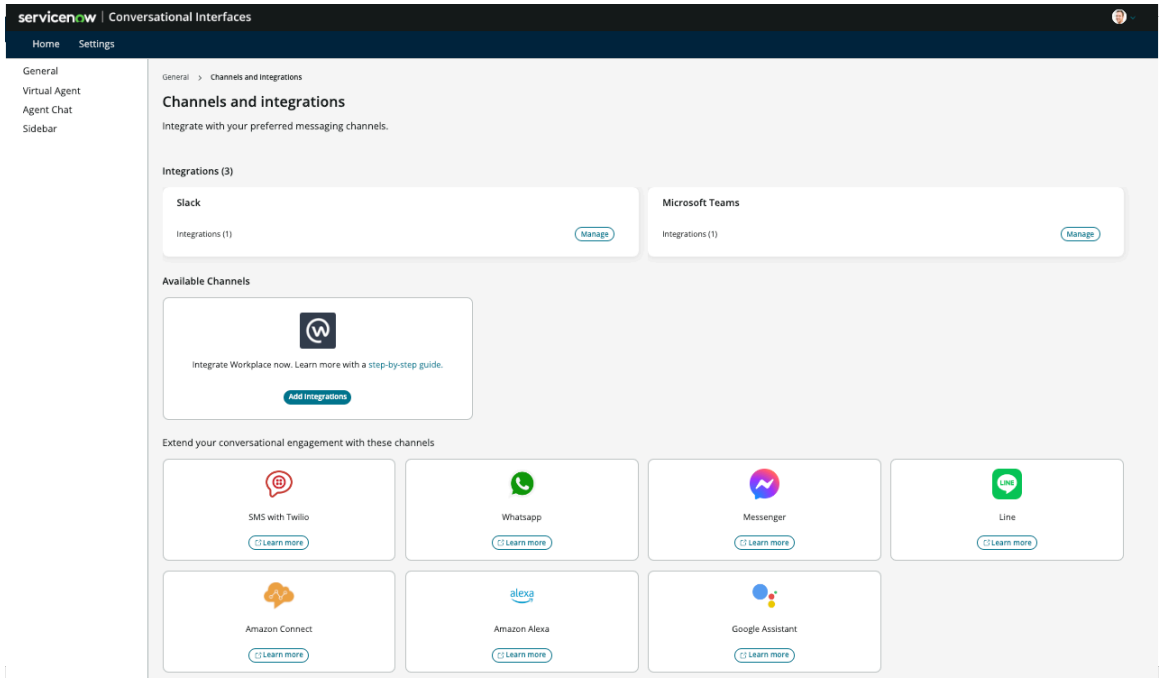 servicenow | Conversational Interfaces
Home Settings
General
Virtual Agent
Agent Chat
Sidebar
General > Channels and Integrations
Channels and integrations
Integrate with your preferred messaging channels.
Integrations (3)
Slack
Integrations (1) Manage
Microsoft Teams
Integrations (1) Manage
Available Channels
Integrate Workplace now. Learn more with a step-by-step guide.
Add Integrations
Extend your conversational engagement with these channels
SMS with Twilio
Learn more
Whatsapp
Learn more
Messenger
Learn more
LINE
Line
Learn more
Amazon Connect
Learn more
alexa
Amazon Alexa
Learn more
Google Assistant
Learn more